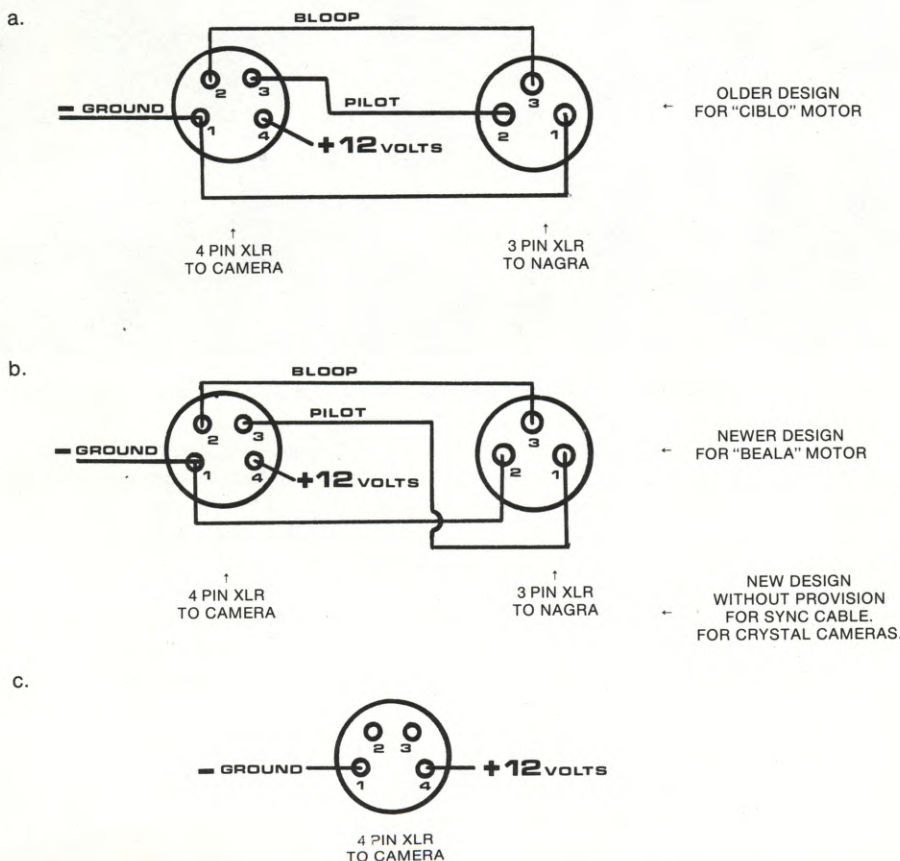 a.
BLOOP
2
3
3
– GROUND
PILOT
2
1
1
4
+12 VOLTS
← OLDER DESIGN
FOR "CIBLO" MOTOR
↑
4 PIN XLR
TO CAMERA
↑
3 PIN XLR
TO NAGRA
b.
BLOOP
2
3
PILOT
3
– GROUND
1
4
+12 VOLTS
2
1
← NEWER DESIGN
FOR "BEALA" MOTOR
↑
4 PIN XLR
TO CAMERA
↑
3 PIN XLR
TO NAGRA
← NEW DESIGN
WITHOUT PROVISION
FOR SYNC CABLE.
FOR CRYSTAL CAMERAS.
c.
2
3
– GROUND
1
4
+12 VOLTS
4 PIN XLR
TO CAMERA